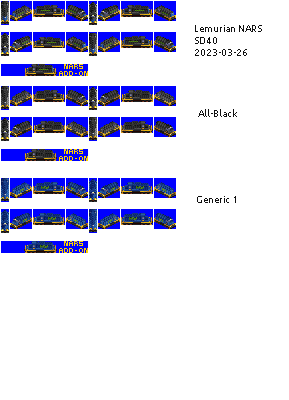 Lemurian NARS
SD40
2023-03-26
NARS
ADD-ON
All-Black
NARS
ADD-ON
Generic 1
NARS
ADD-ON